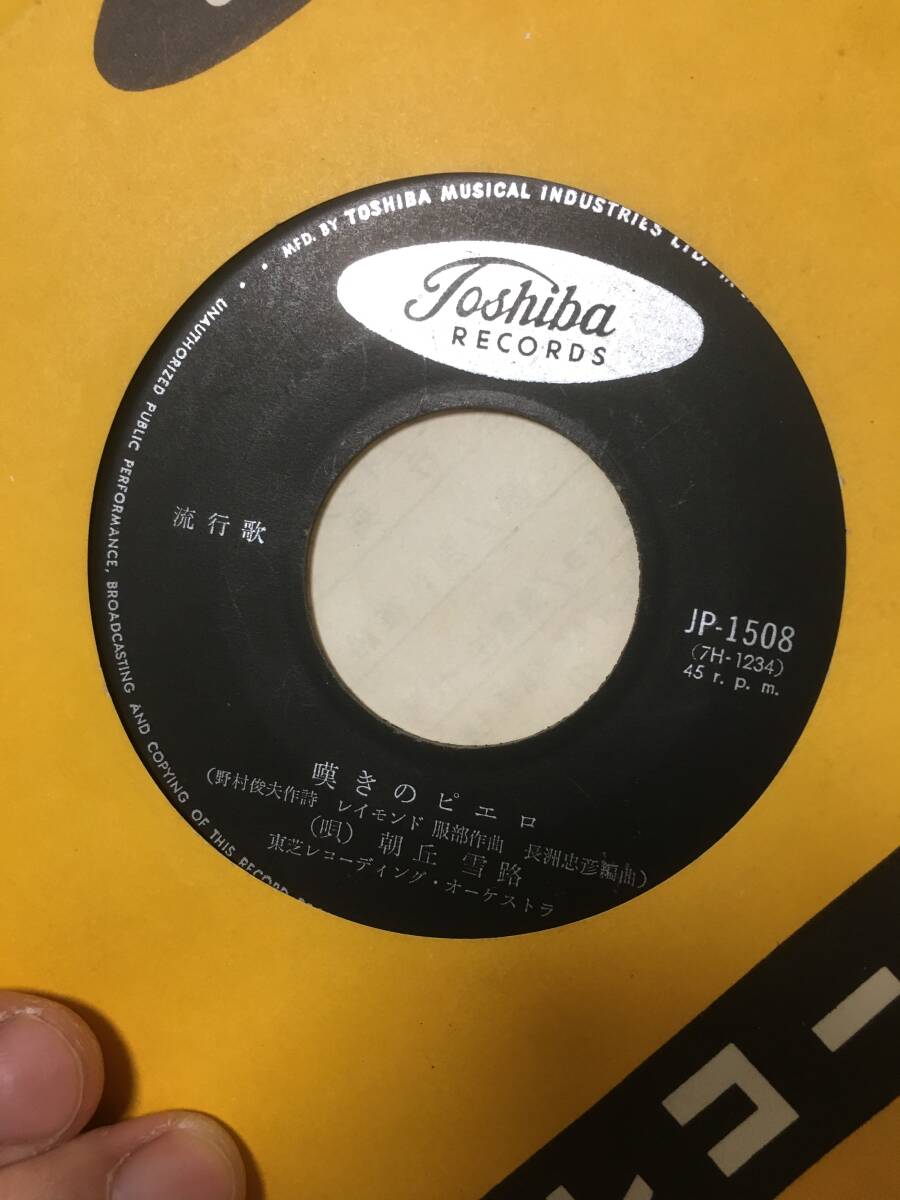 MFD. BY TOSHIBA MUSICAL INDUSTRIES LTD.
Toshiba
RECORDS
流行歌
JP-1508
(7H-1234)
45 r. p. m.
嘆きのピエロ
(野村俊夫作詩 レイモンド 服部作曲 長洲忠彦編曲)
(唄) 朝丘 雪路
東芝レコーディング・オーケストラ
UNAUTHORIZED PUBLIC PERFORMANCE, BROADCASTING AND COPYING OF THIS RECORD
コー